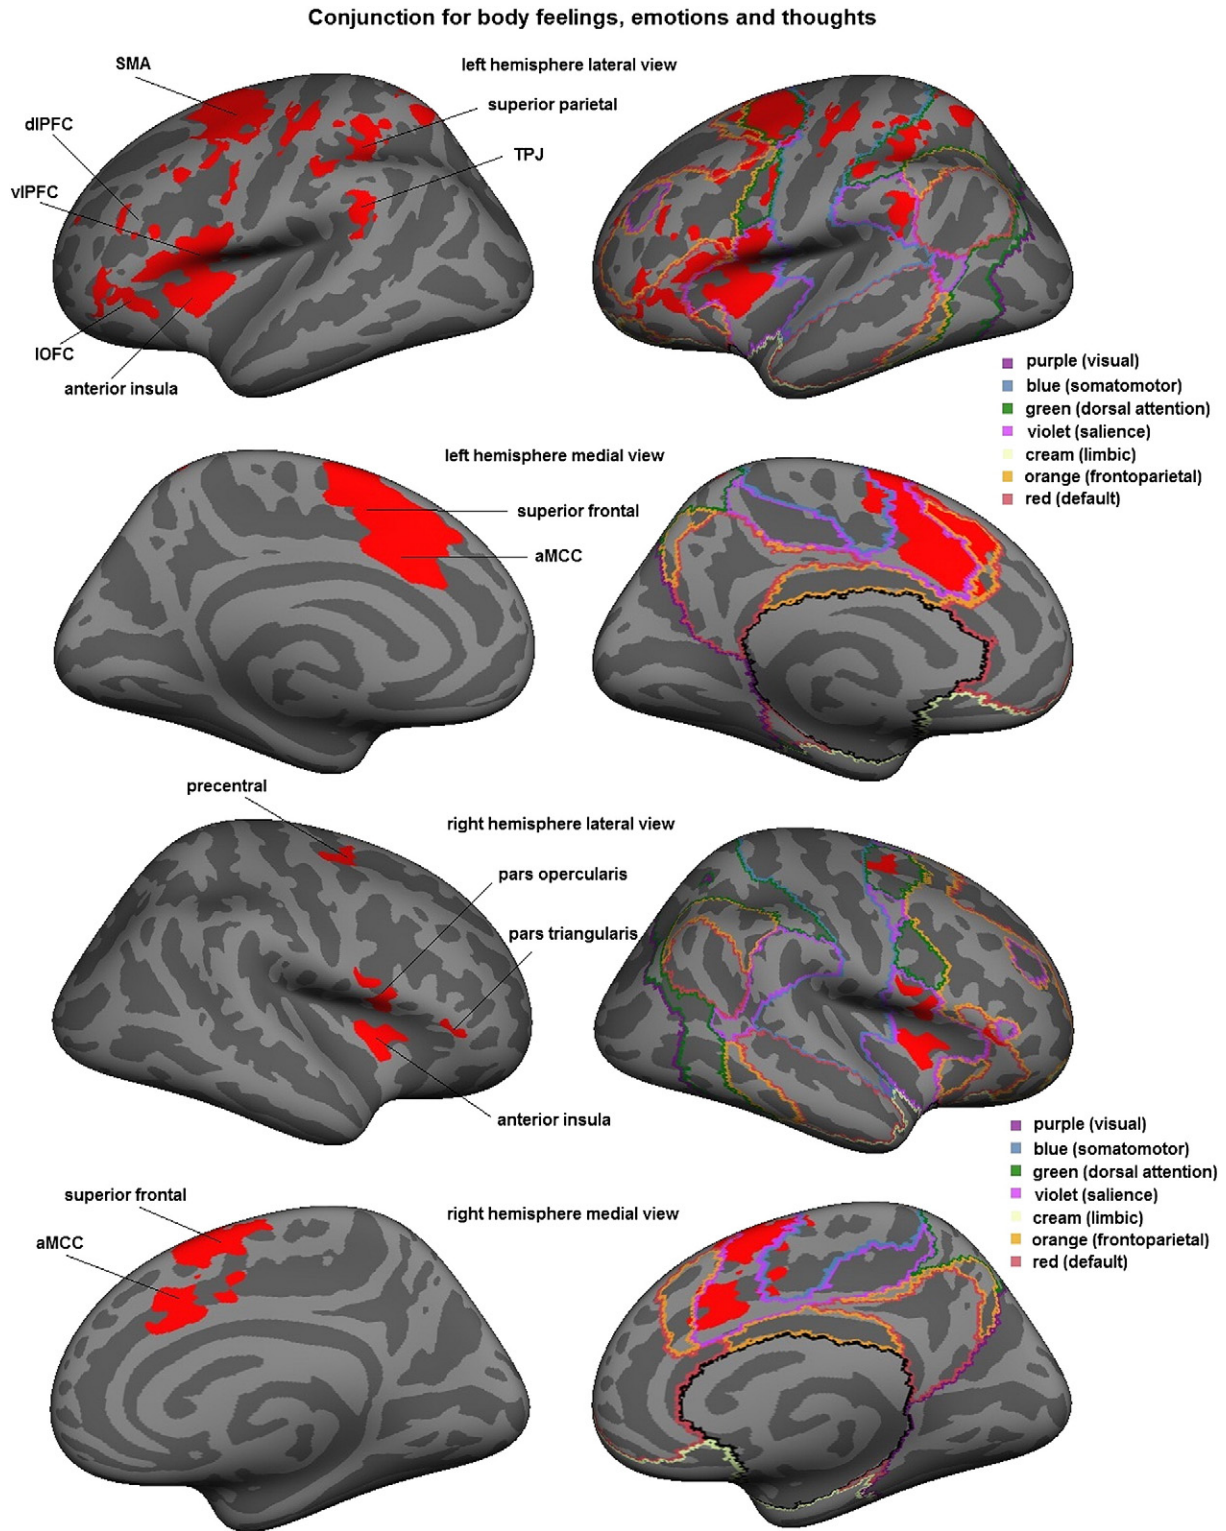 Conjunction for body feelings, emotions and thoughts
SMA
left hemisphere lateral view
superior parietal
dlPFC
TPJ
vlPFC
lOFC
anterior insula
purple (visual)
blue (somatomotor)
green (dorsal attention)
violet (salience)
cream (limbic)
orange (frontoparietal)
red (default)
left hemisphere medial view
superior frontal
aMCC
precentral
right hemisphere lateral view
pars opercularis
pars triangularis
anterior insula
purple (visual)
blue (somatomotor)
green (dorsal attention)
violet (salience)
cream (limbic)
orange (frontoparietal)
red (default)
superior frontal
right hemisphere medial view
aMCC